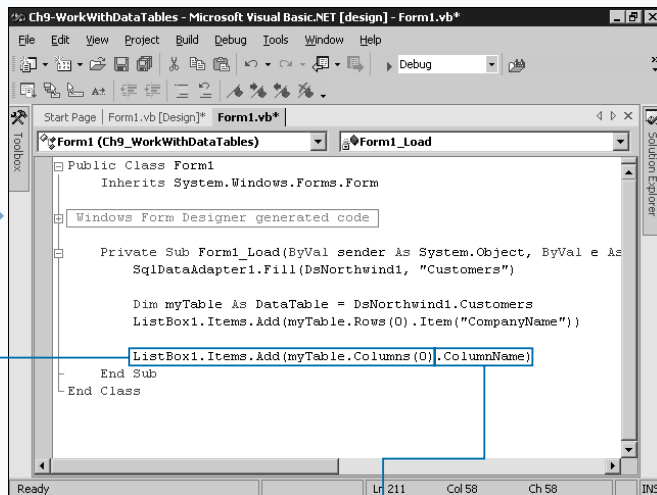 Ch9-WorkWithDataTables - Microsoft Visual Basic.NET [design] - Form1.vb*
File Edit View Project Build Debug Tools Window Help
Debug
Start Page Form1.vb [Design]* Form1.vb*
Toolbox
Form1 (Ch9_WorkWithDataTables) Form1_Load
Solution Explorer
Public Class Form1
Inherits System.Windows.Forms.Form
Windows Form Designer generated code
Private Sub Form1_Load(ByVal sender As System.Object, ByVal e As
SqlDataAdapter1.Fill(DsNorthwind1, "Customers")
Dim myTable As DataTable = DsNorthwind1.Customers
ListBox1.Items.Add(myTable.Rows(0).Item("CompanyName"))
ListBox1.Items.Add(myTable.Columns(0).ColumnName)
End Sub
End Class
Ready Ln 211 Col 58 Ch 58 INS